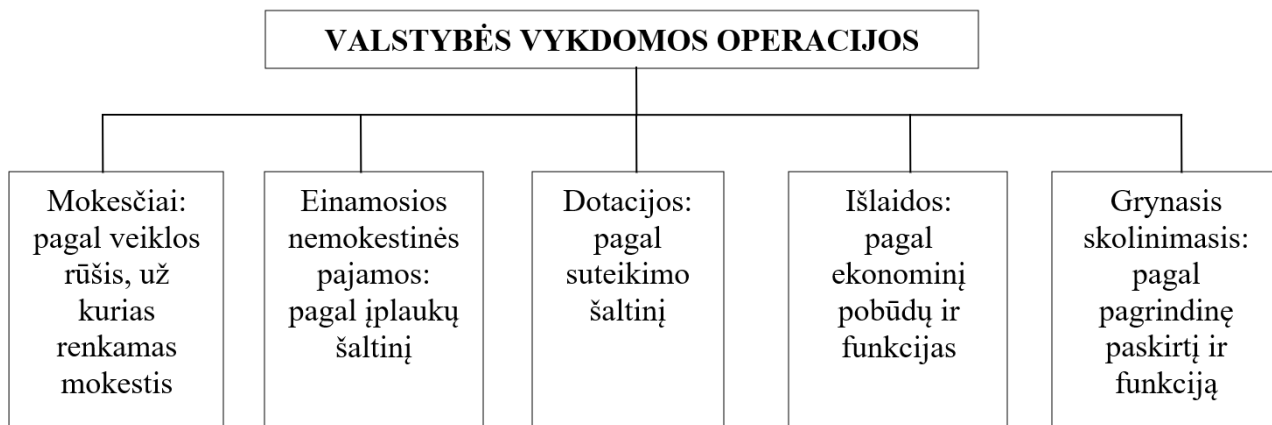 VALSTYBĖS VYKDOMOS OPERACIJOS
Mokesčiai:
pagal veiklos
rūšis, už
kurias
renkamas
mokestis
Einamosios
nemokestinės
pajamos:
pagal įplaukų
šaltinį
Dotacijos:
pagal
suteikimo
šaltinį
Išlaidos:
pagal
ekonominį
pobūdų ir
funkcijas
Grynasis
skolinimasis:
pagal
pagrindinę
paskirtį ir
funkciją